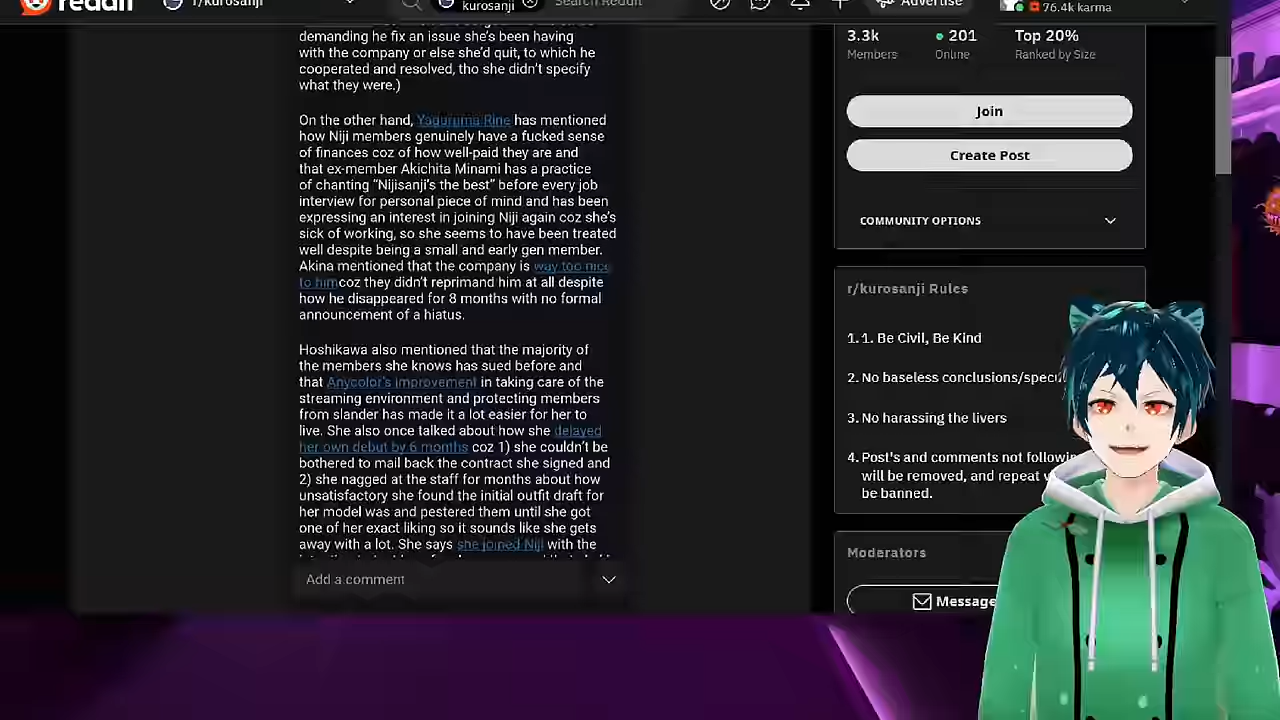 reddit
r/kurosanji
kurosanji
Search Reddit
Advertise
76.4k karma
demanding he fix an issue she's been having
with the company or else she'd quit, to which he
cooperated and resolved, tho she didn't specify
what they were.)
On the other hand, Yaguruma Rine has mentioned
how Niji members genuinely have a fucked sense
of finances coz of how well-paid they are and
that ex-member Akichita Minami has a practice
of chanting “Nijisanji's the best” before every job
interview for personal piece of mind and has been
expressing an interest in joining Niji again coz she's
sick of working, so she seems to have been treated
well despite being a small and early gen member.
Akina mentioned that the company is way too nice
to himcoz they didn't reprimand him at all despite
how he disappeared for 8 months with no formal
announcement of a hiatus.
Hoshikawa also mentioned that the majority of
the members she knows has sued before and
that Anycolor's improvement in taking care of the
streaming environment and protecting members
from slander has made it a lot easier for her to
live. She also once talked about how she delayed
her own debut by 6 months coz 1) she couldn't be
bothered to mail back the contract she signed and
2) she nagged at the staff for months about how
unsatisfactory she found the initial outfit draft for
her model was and pestered them until she got
one of her exact liking so it sounds like she gets
away with a lot. She says she joined Niji with the
Add a comment
3.3k
Members
201
Online
Top 20%
Ranked by Size
Join
Create Post
COMMUNITY OPTIONS
r/kurosanji Rules
1. 1. Be Civil, Be Kind
2. No baseless conclusions/specu
3. No harassing the livers
4. Post's and comments not followin
will be removed, and repeat
be banned.
Moderators
Message